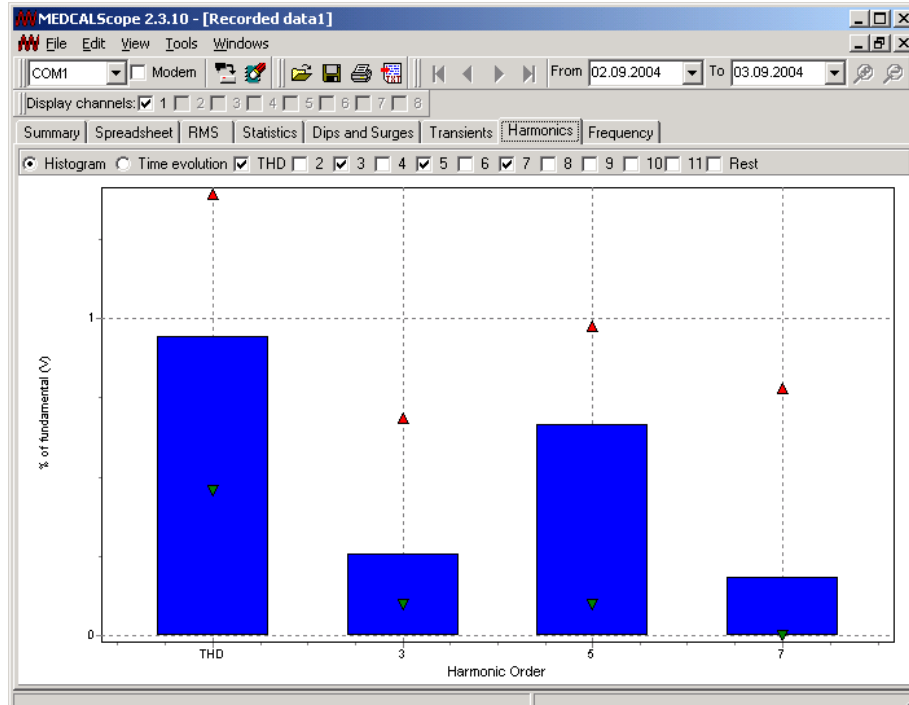 MEDCALScope 2.3.10 - [Recorded data1]
File Edit View Tools Windows
COM1 Modem TXT From 02.09.2004 To 03.09.2004
Display channels: 1 2 3 4 5 6 7 8
Summary Spreadsheet RMS Statistics Dips and Surges Transients Harmonics Frequency
Histogram Time evolution THD 2 3 4 5 6 7 8 9 10 11 Rest
% of fundamental (V)
1
0
THD 3 5 7
Harmonic Order